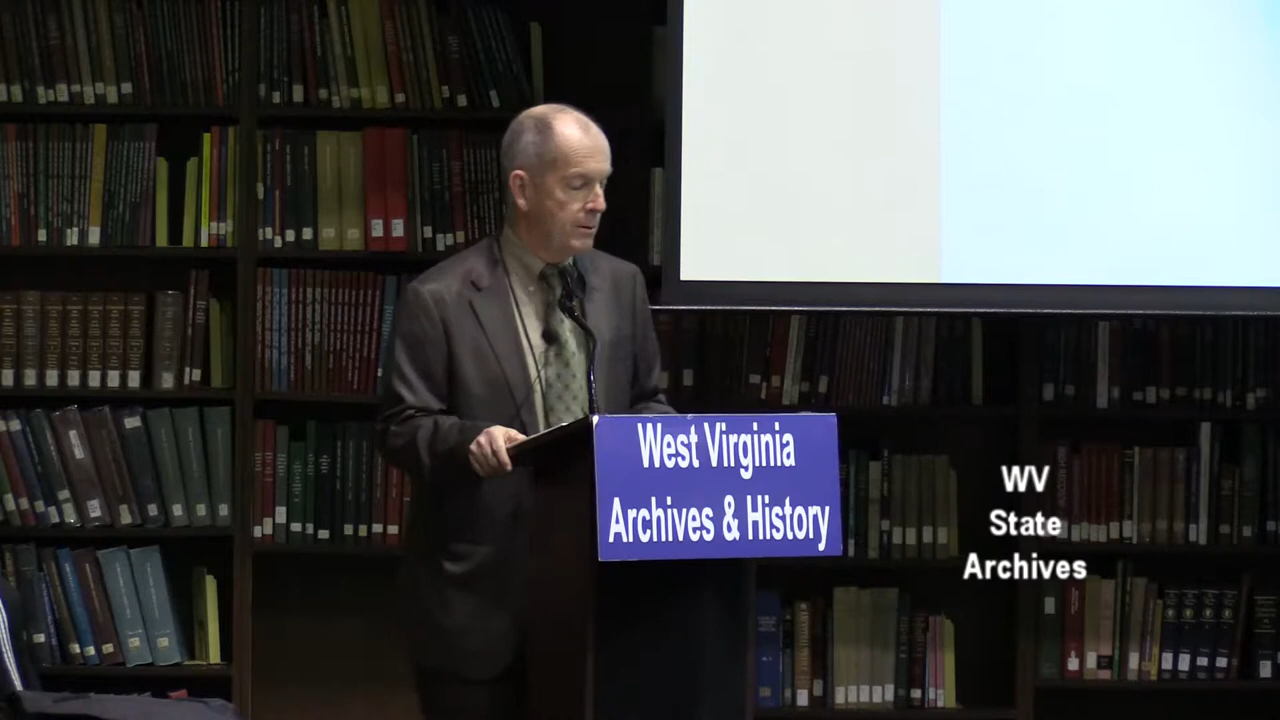 West Virginia
Archives & History
WV
State
Archives